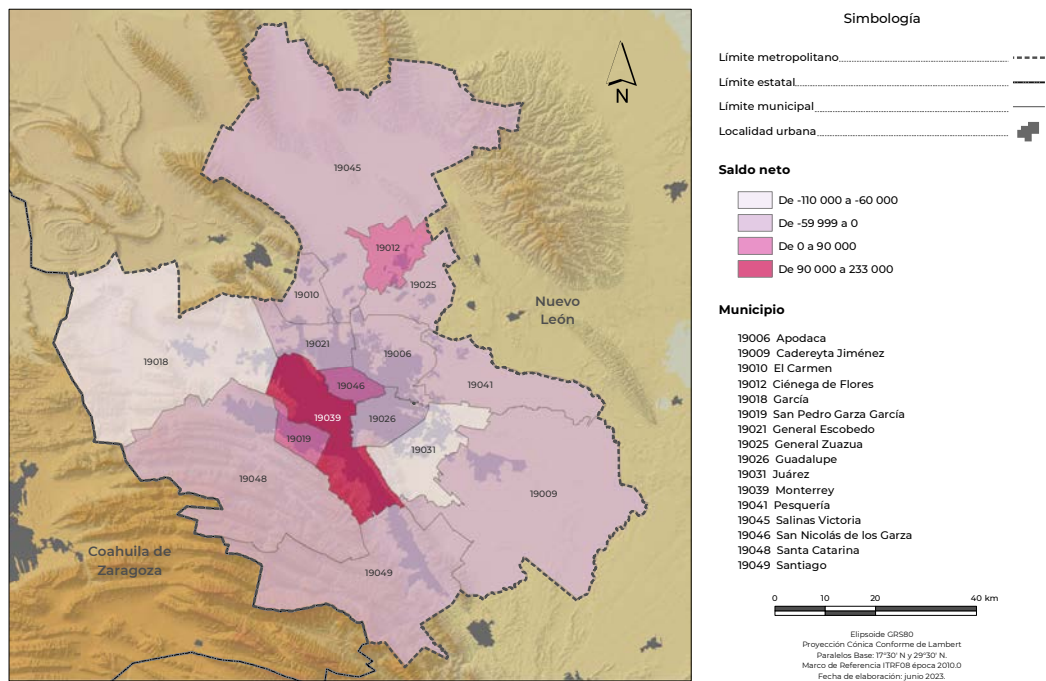 19045
19012
19025
19010
Nuevo
León
19021
19006
19018
19041
19046
19039
19026
19019
19031
19048
19009
Coahuila de
Zaragoza
19049
N
Simbología
Límite metropolitano
Límite estatal
Límite municipal
Localidad urbana
Saldo neto
De -110 000 a -60 000
De -59 999 a 0
De 0 a 90 000
De 90 000 a 233 000
Municipio
19006 Apodaca
19009 Cadereyta Jiménez
19010 El Carmen
19012 Ciénega de Flores
19018 García
19019 San Pedro Garza García
19021 General Escobedo
19025 General Zuazua
19026 Guadalupe
19031 Juárez
19039 Monterrey
19041 Pesquería
19045 Salinas Victoria
19046 San Nicolás de los Garza
19048 Santa Catarina
19049 Santiago
0 10 20 40 km
Elipsoide GRS80
Proyección Cónica Conforme de Lambert
Paralelos Base: 17°30' N y 29°30' N.
Marco de Referencia ITRF08 época 2010.0
Fecha de elaboración: junio 2023.